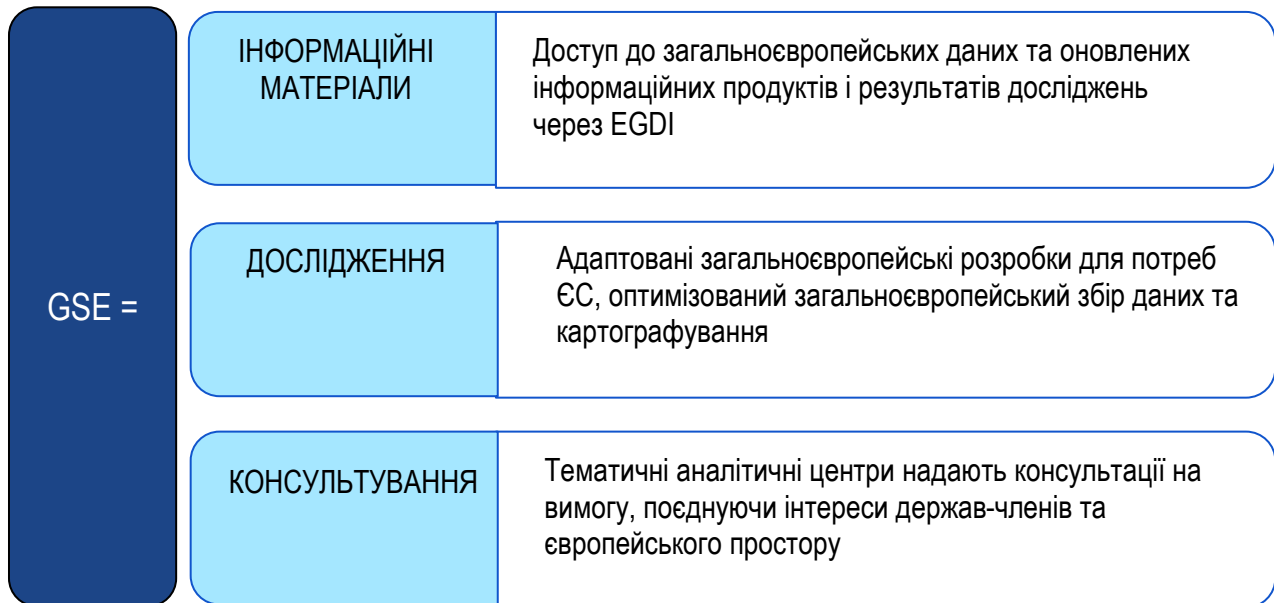 GSE =
ІНФОРМАЦІЙНІ
МАТЕРІАЛИ
Доступ до загальноєвропейських даних та оновлених
інформаційних продуктів і результатів досліджень
через EGDI
ДОСЛІДЖЕННЯ
Адаптовані загальноєвропейські розробки для потреб
ЄС, оптимізований загальноєвропейський збір даних та
картографування
КОНСУЛЬТУВАННЯ
Тематичні аналітичні центри надають консультації на
вимогу, поєднуючи інтереси держав-членів та
європейського простору